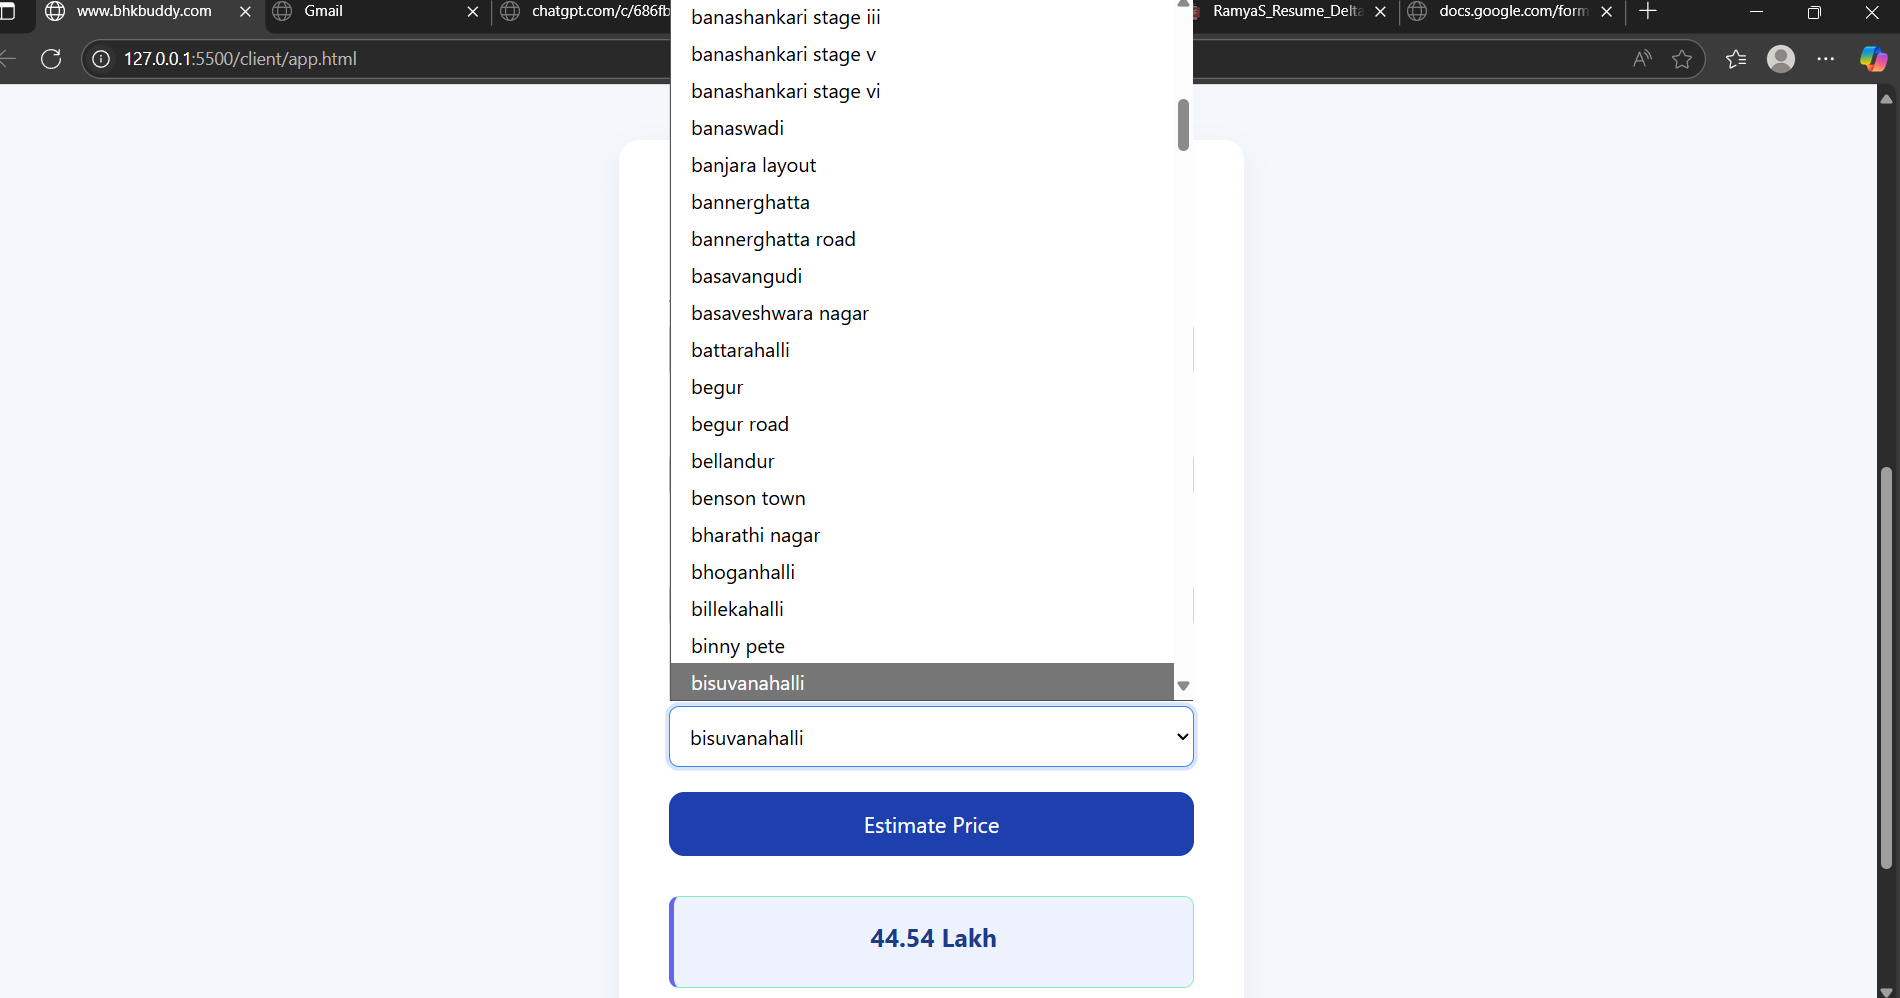 www.bhkbuddy.com
Gmail
chatgpt.com/c/686fb
RamyaS_Resume_Delta
docs.google.com/form
127.0.0.1:5500/client/app.html
banashankari stage iii
banashankari stage v
banashankari stage vi
banaswadi
banjara layout
bannerghatta
bannerghatta road
basavangudi
basaveshwara nagar
battarahalli
begur
begur road
bellandur
benson town
bharathi nagar
bhoganhalli
billekahalli
binny pete
bisuvanahalli
bisuvanahalli
Estimate Price
44.54 Lakh